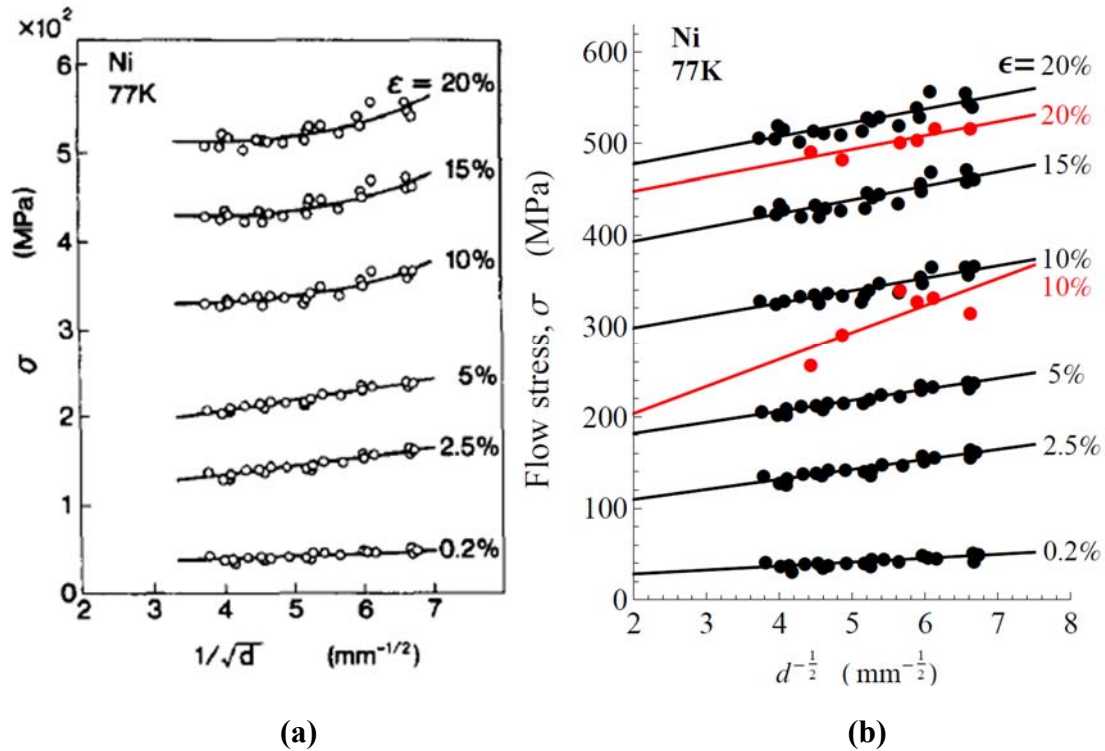 ×10²
6
5
4
3
2
1
0
σ (MPa)
Ni
77K
ε = 20%
15%
10%
5%
2.5%
0.2%
2 3 4 5 6 7
1/√d (mm⁻¹/²)
(a)
600
500
400
300
200
100
0
Flow stress, σ (MPa)
Ni
77K
ϵ= 20%
20%
15%
10%
10%
5%
2.5%
0.2%
2 3 4 5 6 7 8
d⁻¹/² (mm⁻¹/²)
(b)